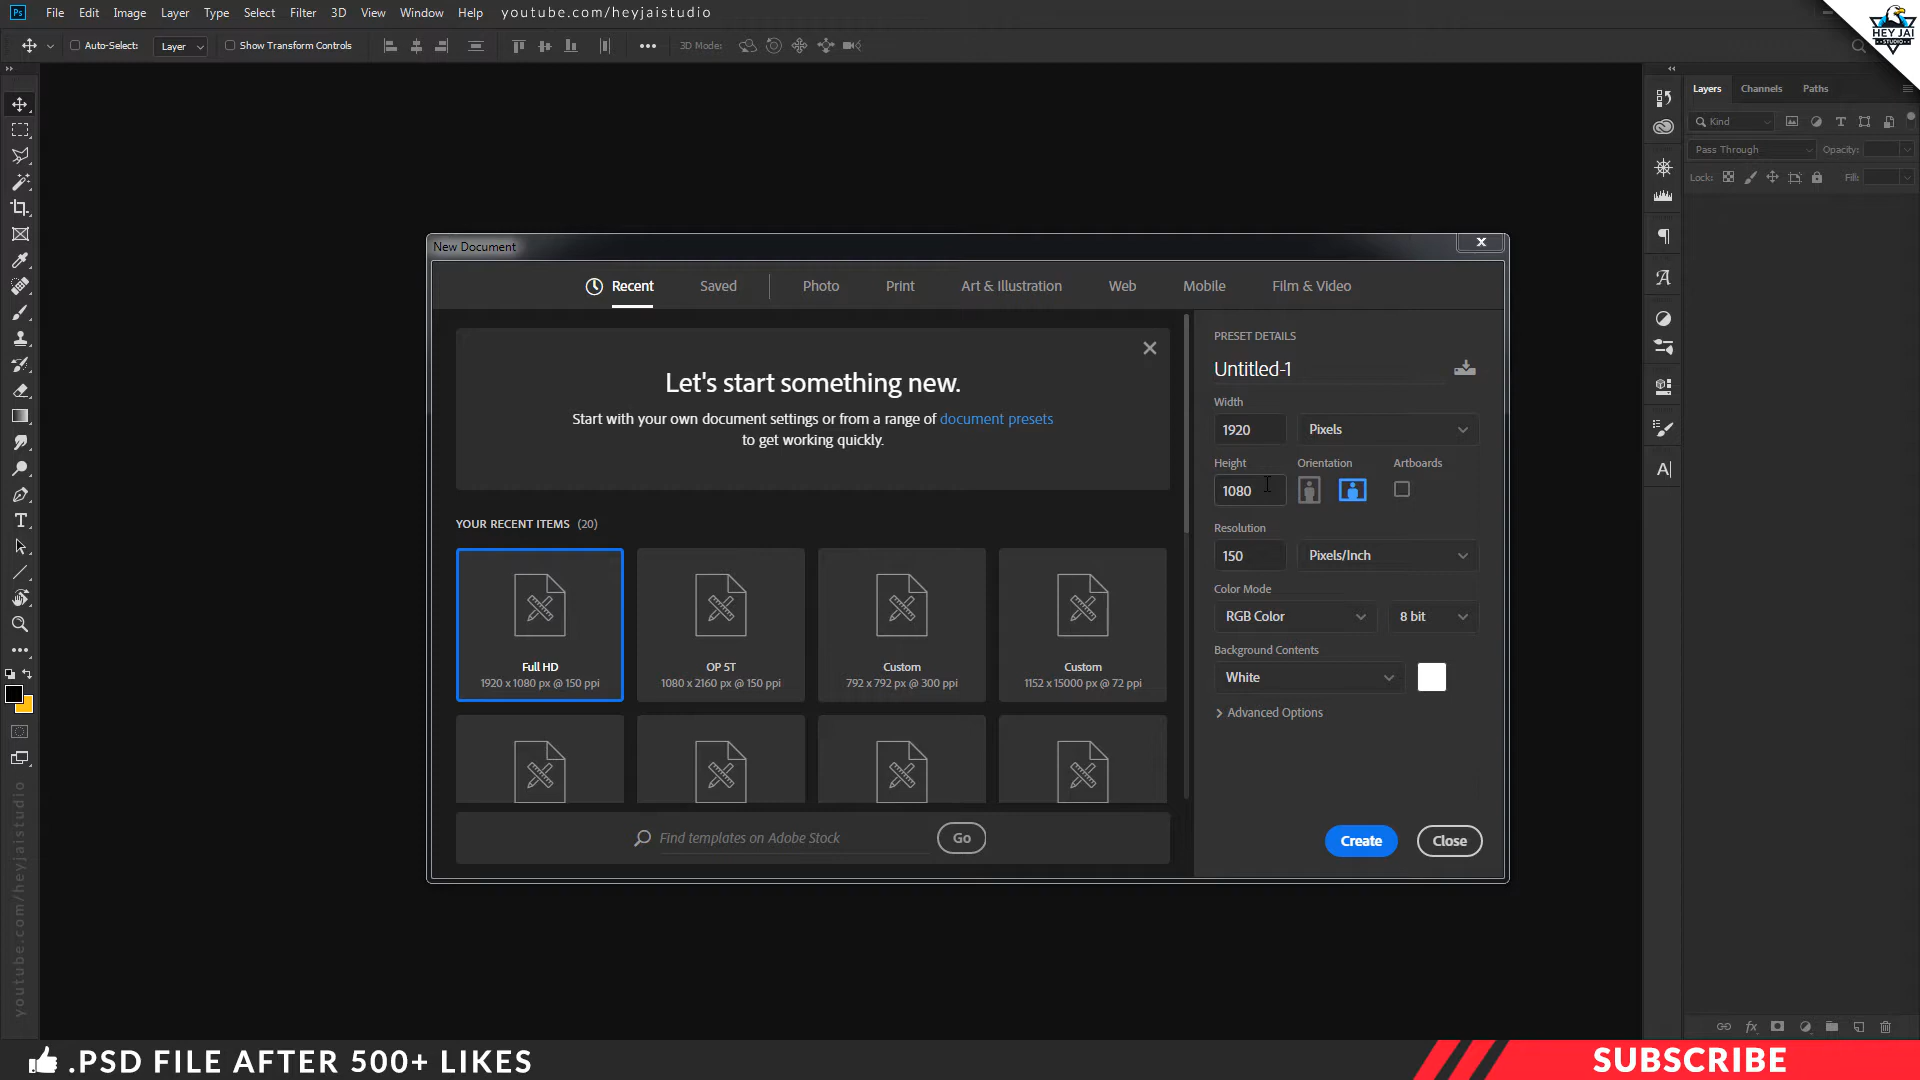 Ps File Edit Image Layer Type Select Filter 3D View Window Help youtube.com/heyjaistudio
HEY JAI
STUDIO
Auto-Select: Layer Show Transform Controls 3D Mode:
Layers Channels Paths
Kind
Pass Through Opacity:
Lock: Fill:
New Document
Recent Saved Photo Print Art & Illustration Web Mobile Film & Video
Let's start something new.
Start with your own document settings or from a range of document presets
to get working quickly.
YOUR RECENT ITEMS (20)
Full HD
1920 x 1080 px @ 150 ppi
OP 5T
1080 x 2160 px @ 150 ppi
Custom
792 x 792 px @ 300 ppi
Custom
1152 x 15000 px @ 72 ppi
Find templates on Adobe Stock Go
PRESET DETAILS
Untitled-1
Width
1920 Pixels
Height Orientation Artboards
1080
Resolution
150 Pixels/Inch
Color Mode
RGB Color 8 bit
Background Contents
White
Advanced Options
Create Close
youtube.com/heyjaistudio
.PSD FILE AFTER 500+ LIKES
SUBSCRIBE